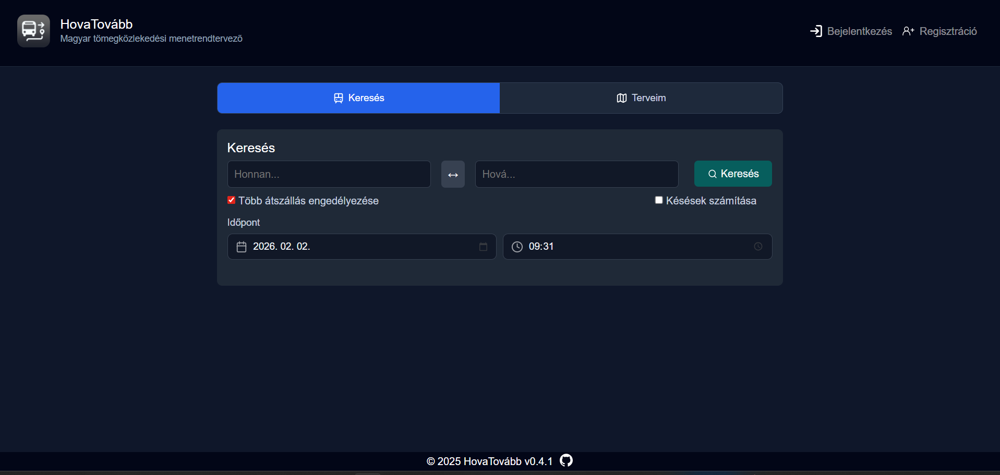 HovaTovább
Magyar tömegközlekedési menetrendtervező
Bejelentkezés
Regisztráció
Keresés
Terveim
Keresés
Honnan...
Hová...
Keresés
Több átszállás engedélyezése
Késések számítása
Időpont
2026. 02. 02.
09:31
© 2025 HovaTovább v0.4.1